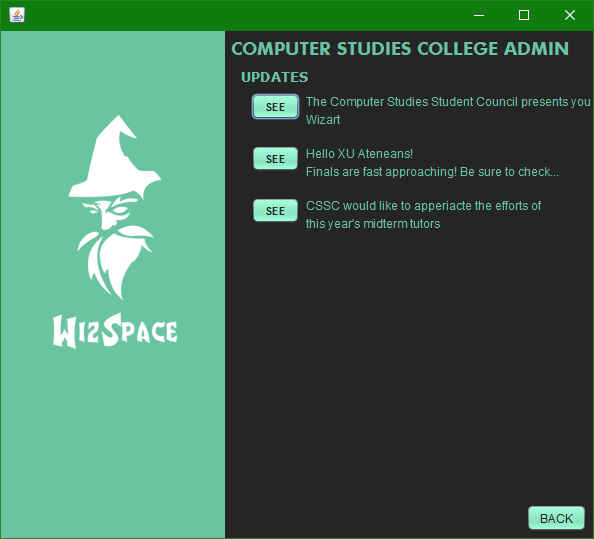 COMPUTER STUDIES COLLEGE ADMIN
UPDATES
SEE
The Computer Studies Student Council presents you
Wizart
SEE
Hello XU Ateneans!
Finals are fast approaching! Be sure to check...
SEE
CSSC would like to apperiacte the efforts of
this year's midterm tutors
WIZSPACE
BACK